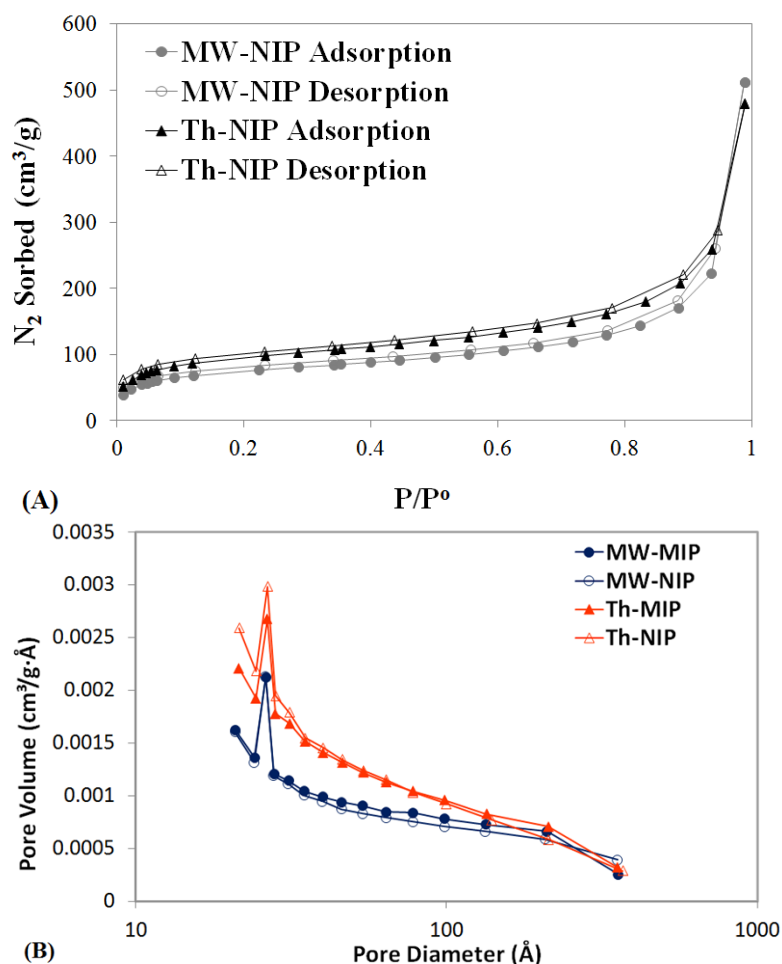 600
500
400
300
200
100
0
N₂ Sorbed (cm³/g)
MW-NIP Adsorption
MW-NIP Desorption
Th-NIP Adsorption
Th-NIP Desorption
0 0.2 0.4 0.6 0.8 1
(A) P/Pº
0.0035
0.003
0.0025
0.002
0.0015
0.001
0.0005
0
Pore Volume (cm³/g·Å)
MW-MIP
MW-NIP
Th-MIP
Th-NIP
10 100 1000
(B) Pore Diameter (Å)